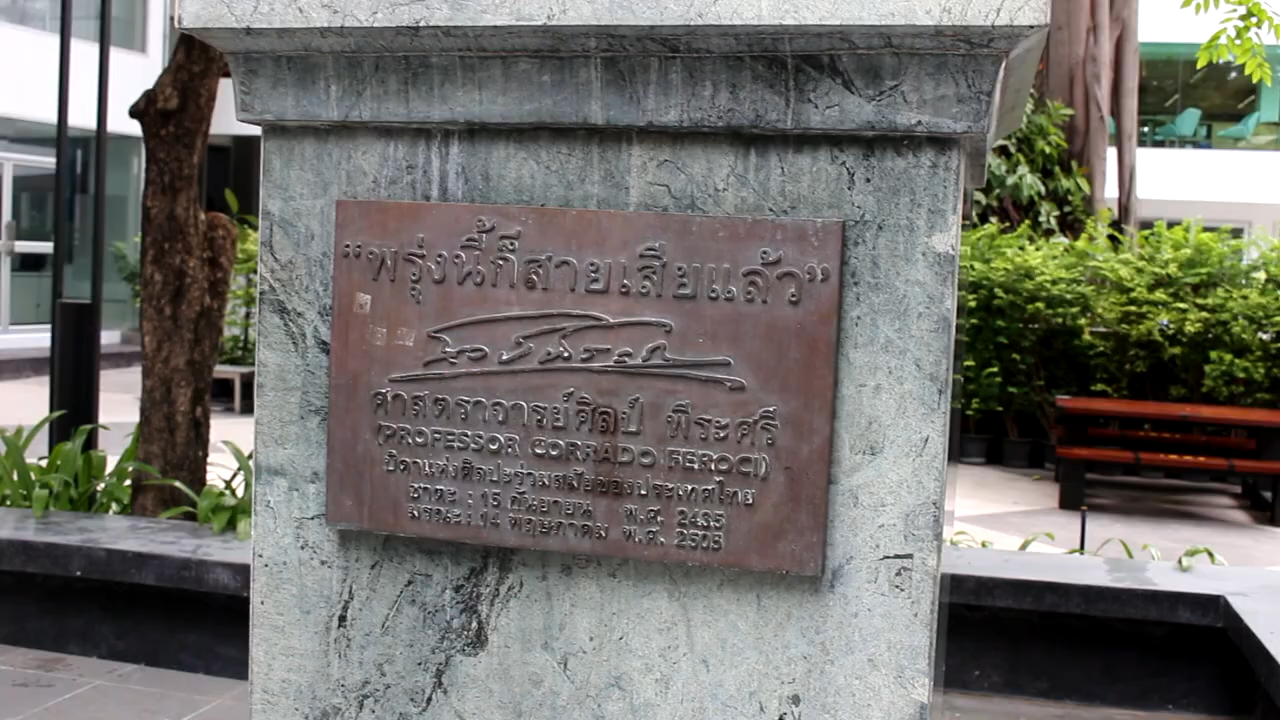 “พรุ่งนี้ก็สายเสียแล้ว”
ศาสตราจารย์ศิลป์ พีระศรี
(PROFESSOR CORRADO FEROCI)
บิดาแห่งศิลปะร่วมสมัยของประเทศไทย
ชาตะ : 15 กันยายน พ.ศ. 2435
มรณะ : 14 พฤษภาคม พ.ศ. 2505